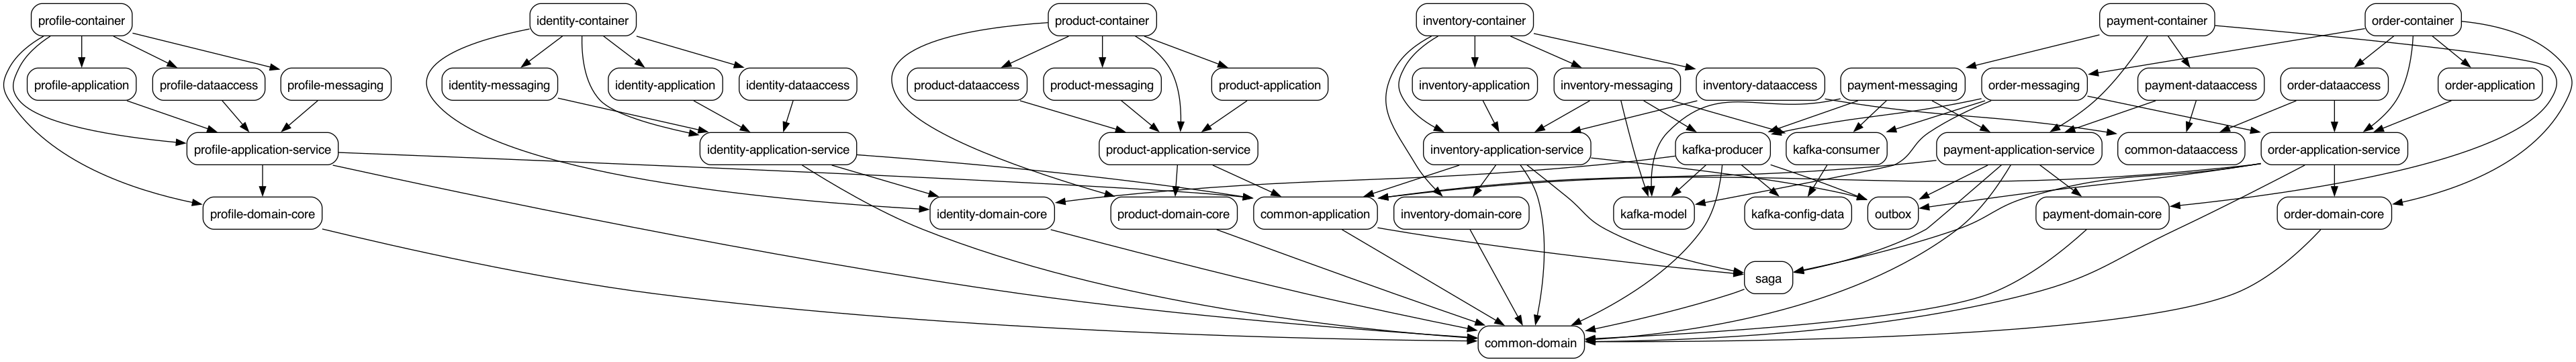 profile-container
identity-container
product-container
inventory-container
payment-container
order-container
profile-application
profile-dataaccess
profile-messaging
identity-messaging
identity-application
identity-dataaccess
product-dataaccess
product-messaging
product-application
inventory-application
inventory-messaging
inventory-dataaccess
payment-messaging
order-messaging
payment-dataaccess
order-dataaccess
order-application
profile-application-service
identity-application-service
product-application-service
inventory-application-service
kafka-producer
kafka-consumer
payment-application-service
common-dataaccess
order-application-service
profile-domain-core
identity-domain-core
product-domain-core
common-application
inventory-domain-core
kafka-model
kafka-config-data
outbox
payment-domain-core
order-domain-core
saga
common-domain